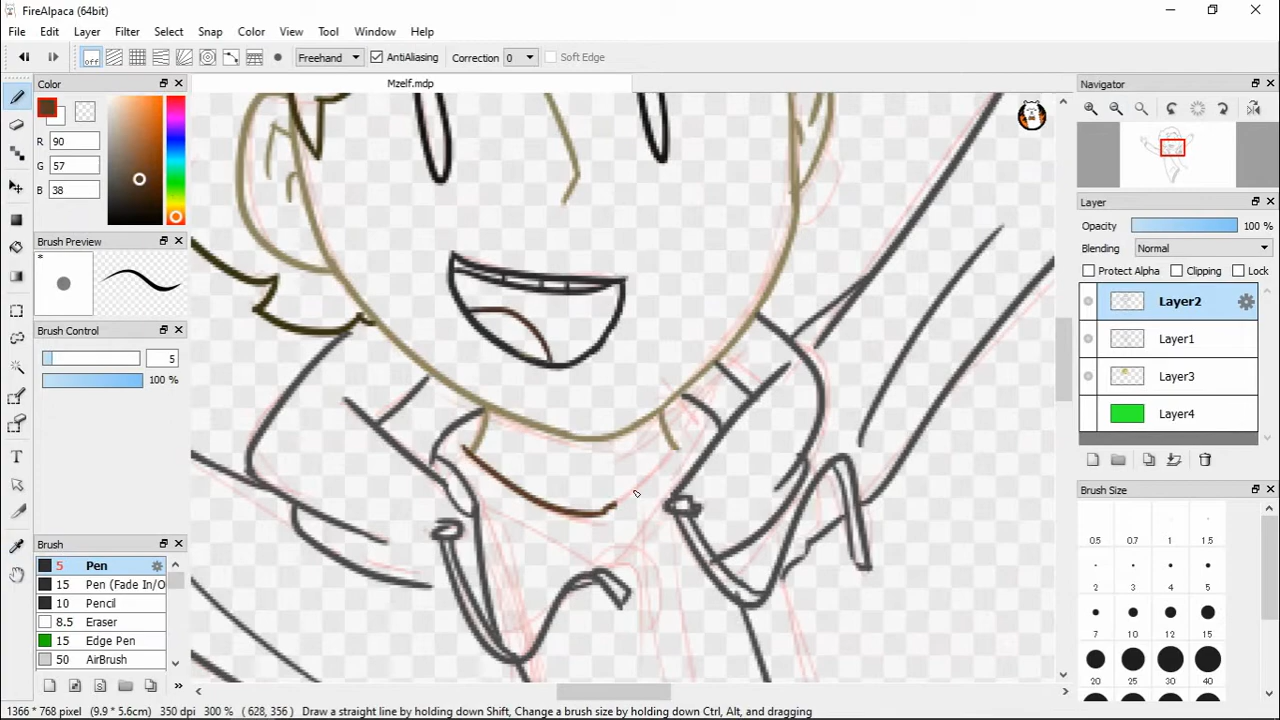 FireAlpaca (64bit)
File Edit Layer Filter Select Snap Color View Tool Window Help
off Freehand AntiAliasing Correction 0 Soft Edge
Color
Mzelf.mdp
Navigator
R 90
G 57
B 38
Layer
Opacity 100 %
Brush Preview
Blending Normal
*
Protect Alpha Clipping Lock
Layer2
Brush Control
Layer1
5
100 %
Layer3
Layer4
Brush Size
T
0.5 0.7 1 1.5
Brush
2 3 4 5
5 Pen
15 Pen (Fade In/O
10 Pencil
7 10 12 15
8.5 Eraser
15 Edge Pen
50 AirBrush
20 25 30 40
S
1366 * 768 pixel (9.9 * 5.6cm) 350 dpi 300 % ( 628, 356 ) Draw a straight line by holding down Shift, Change a brush size by holding down Ctrl, Alt, and dragging